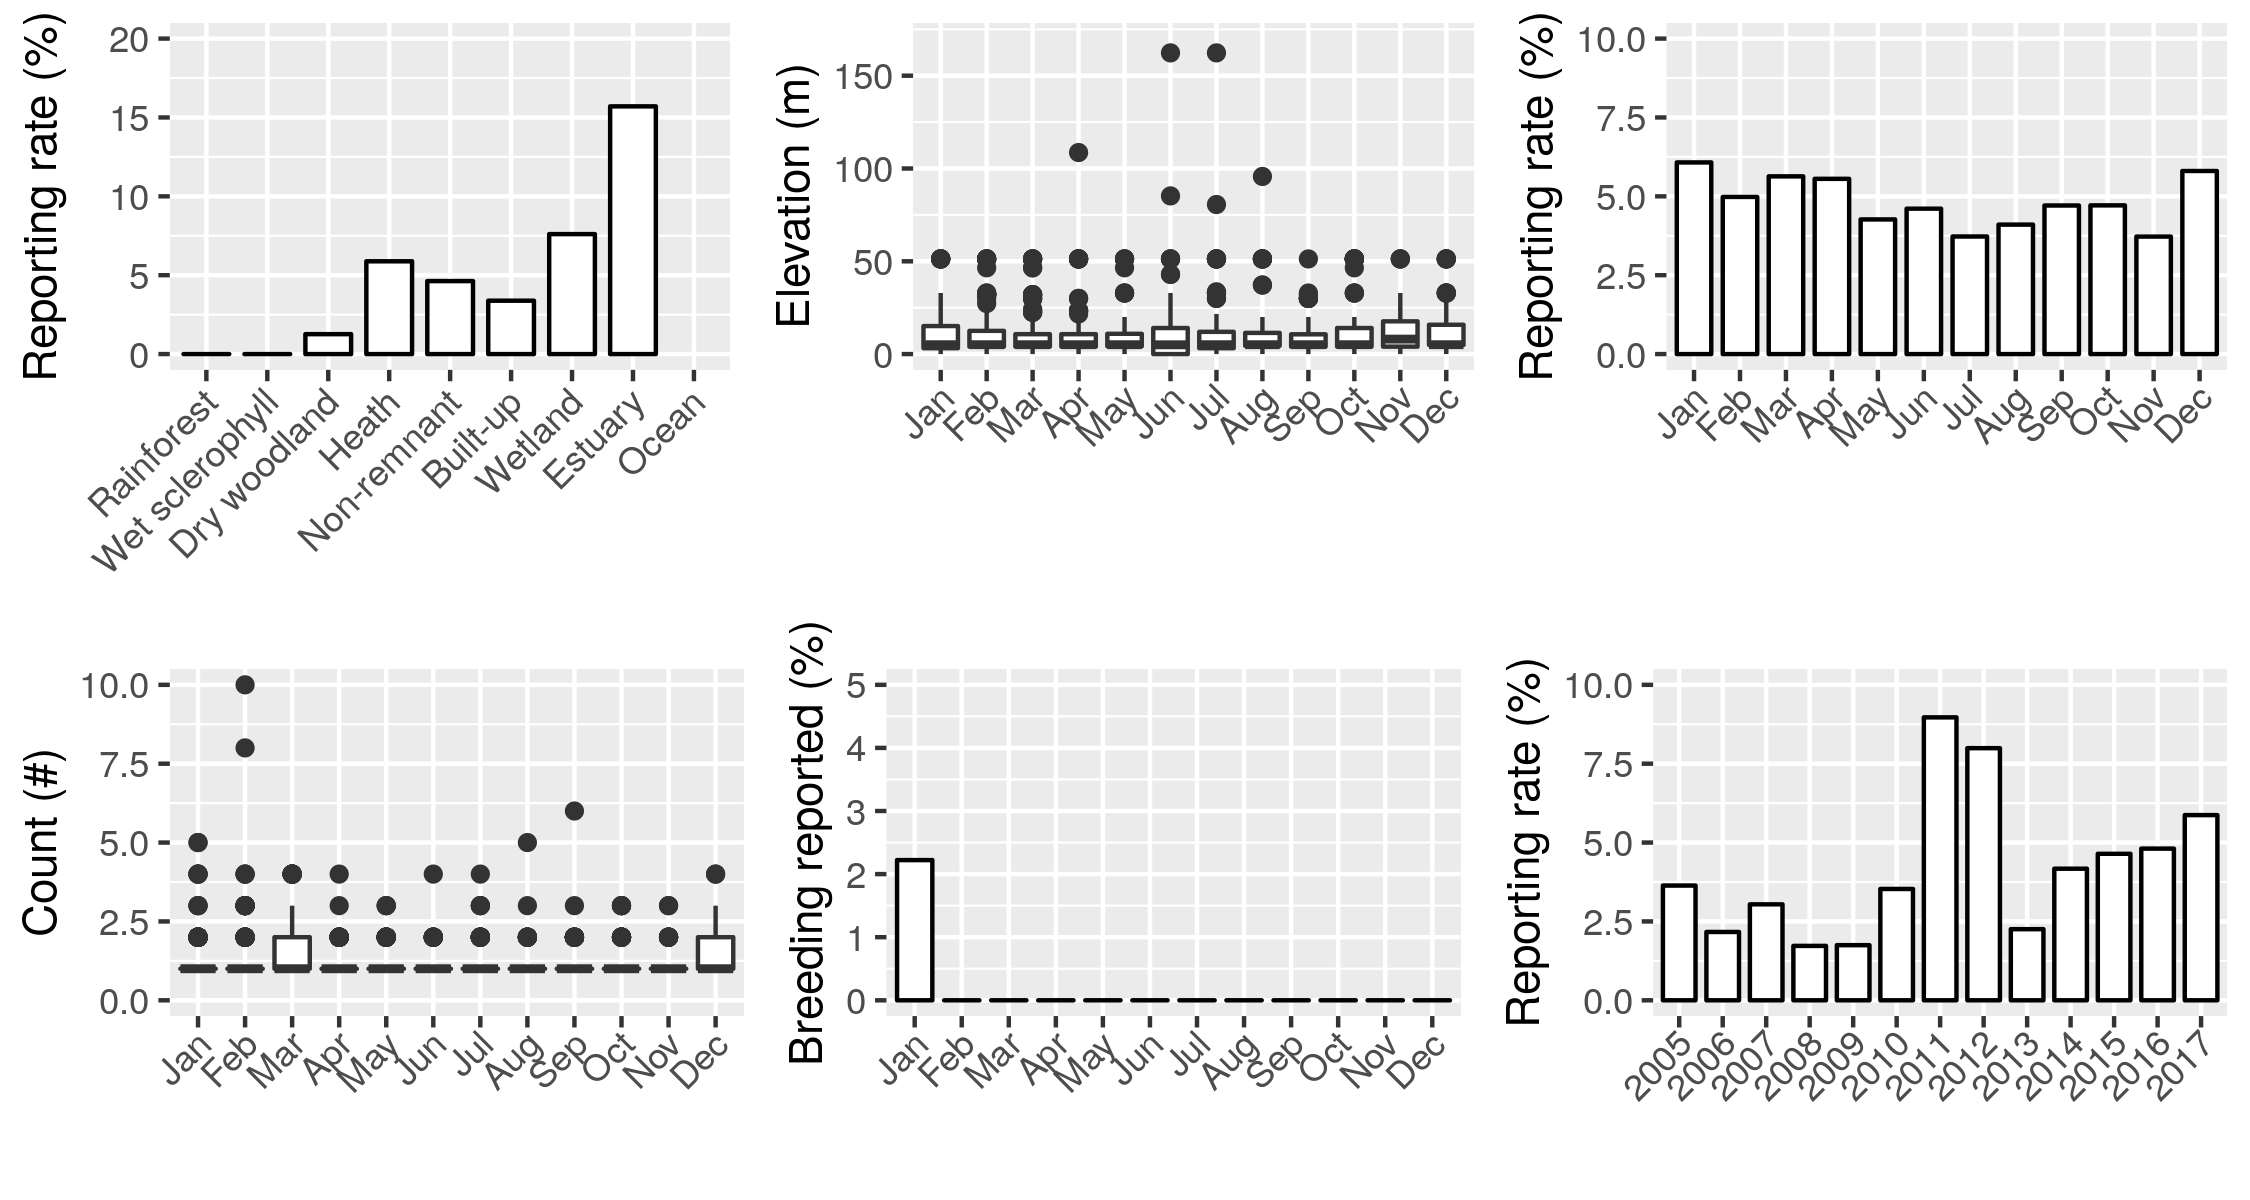 Reporting rate (%)
20
15
10
5
0
Rainforest
Wet sclerophyll
Dry woodland
Heath
Non-remnant
Built-up
Wetland
Estuary
Ocean
Elevation (m)
150
100
50
0
Jan
Feb
Mar
Apr
May
Jun
Jul
Aug
Sep
Oct
Nov
Dec
Reporting rate (%)
10.0
7.5
5.0
2.5
0.0
Jan
Feb
Mar
Apr
May
Jun
Jul
Aug
Sep
Oct
Nov
Dec
Count (#)
10.0
7.5
5.0
2.5
0.0
Jan
Feb
Mar
Apr
May
Jun
Jul
Aug
Sep
Oct
Nov
Dec
Breeding reported (%)
5
4
3
2
1
0
Jan
Feb
Mar
Apr
May
Jun
Jul
Aug
Sep
Oct
Nov
Dec
Reporting rate (%)
10.0
7.5
5.0
2.5
0.0
2005
2006
2007
2008
2009
2010
2011
2012
2013
2014
2015
2016
2017